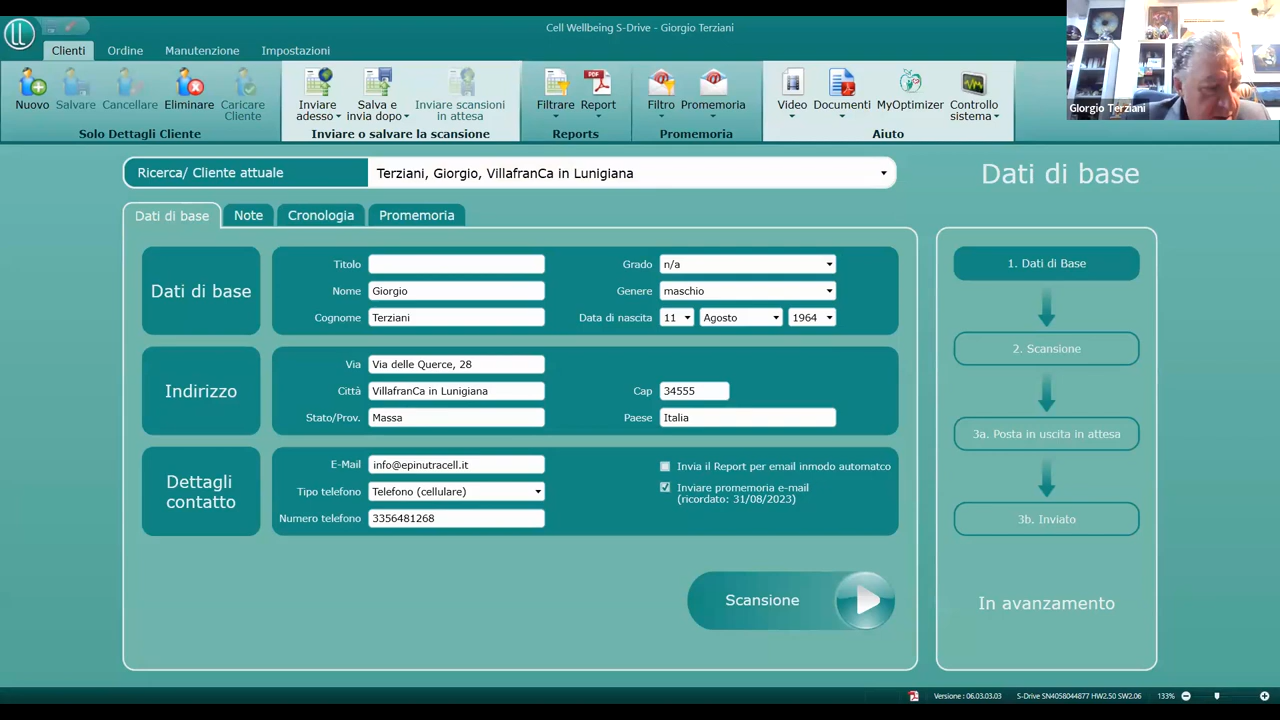 Cell Wellbeing S-Drive - Giorgio Terziani
Clienti Ordine Manutenzione Impostazioni
Nuovo Salvare Cancellare Eliminare Caricare Cliente
Solo Dettagli Cliente
Inviare adesso Salva e invia dopo Inviare scansioni in attesa
Inviare o salvare la scansione
Filtrare Report
Reports
Filtro Promemoria
Promemoria
Video Documenti MyOptimizer Controllo sistema
Aiuto
Giorgio Terziani
Ricerca/ Cliente attuale Terziani, Giorgio, VillafranCa in Lunigiana
Dati di base
Dati di base Note Cronologia Promemoria
Dati di base
Titolo
Grado n/a
Nome Giorgio
Genere maschio
Cognome Terziani
Data di nascita 11 Agosto 1964
Indirizzo
Via Via delle Querce, 28
Città VillafranCa in Lunigiana
Cap 34555
Stato/Prov. Massa
Paese Italia
Dettagli contatto
E-Mail info@epinutracell.it
Invia il Report per email inmodo automatco
Tipo telefono Telefono (cellulare)
Inviare promemoria e-mail
(ricordato: 31/08/2023)
Numero telefono 3356481268
Scansione
1. Dati di Base
2. Scansione
3a. Posta in uscita in attesa
3b. Inviato
In avanzamento
Versione : 06.03.03.03 S-Drive SN4058044877 HW2.50 SW2.06 133%